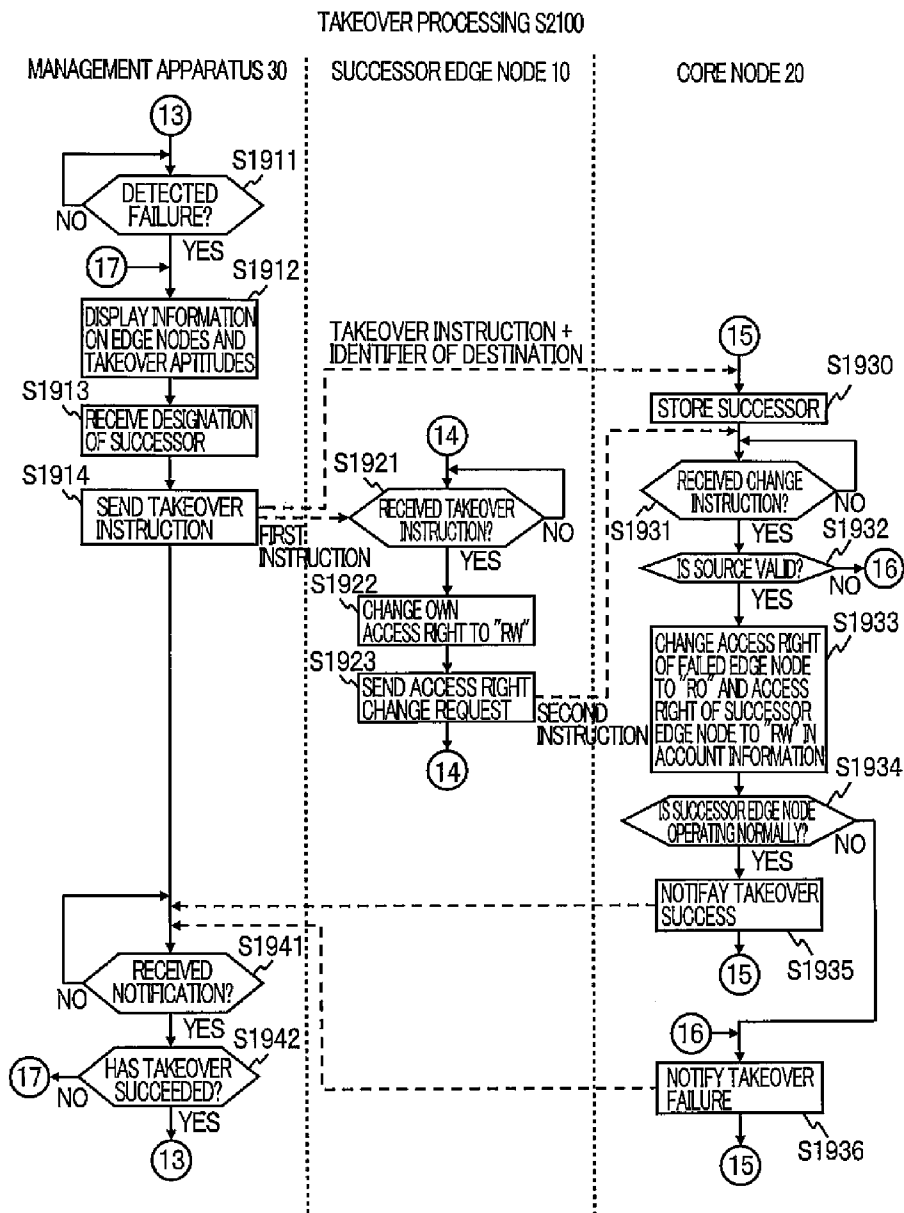 TAKEOVER PROCESSING S2100
MANAGEMENT APPARATUS 30
SUCCESSOR EDGE NODE 10
CORE NODE 20
13
S1911
DETECTED
FAILURE?
NO
YES
17
S1912
DISPLAY INFORMATION
ON EDGE NODES AND
TAKEOVER APTITUDES
S1913
RECEIVE DESIGNATION
OF SUCCESSOR
S1914
SEND TAKEOVER
INSTRUCTION
TAKEOVER INSTRUCTION +
IDENTIFIER OF DESTINATION
FIRST
INSTRUCTION
14
S1921
RECEIVED TAKEOVER
INSTRUCTION?
NO
YES
S1922
CHANGE OWN
ACCESS RIGHT TO "RW"
S1923
SEND ACCESS RIGHT
CHANGE REQUEST
SECOND
INSTRUCTION
14
15
S1930
STORE SUCCESSOR
RECEIVED CHANGE
INSTRUCTION?
NO
S1931
YES
S1932
IS SOURCE VALID?
NO
16
YES
S1933
CHANGE ACCESS RIGHT
OF FAILED EDGE NODE
TO "RO" AND ACCESS
RIGHT OF SUCCESSOR
EDGE NODE TO "RW" IN
ACCOUNT INFORMATION
S1934
IS SUCCESSOR EDGE NODE
OPERATING NORMALLY?
NO
YES
NOTIFAY TAKEOVER
SUCCESS
S1935
15
S1941
RECEIVED
NOTIFICATION?
NO
YES
S1942
HAS TAKEOVER
SUCCEEDED?
17
NO
YES
13
16
NOTIFY TAKEOVER
FAILURE
S1936
15